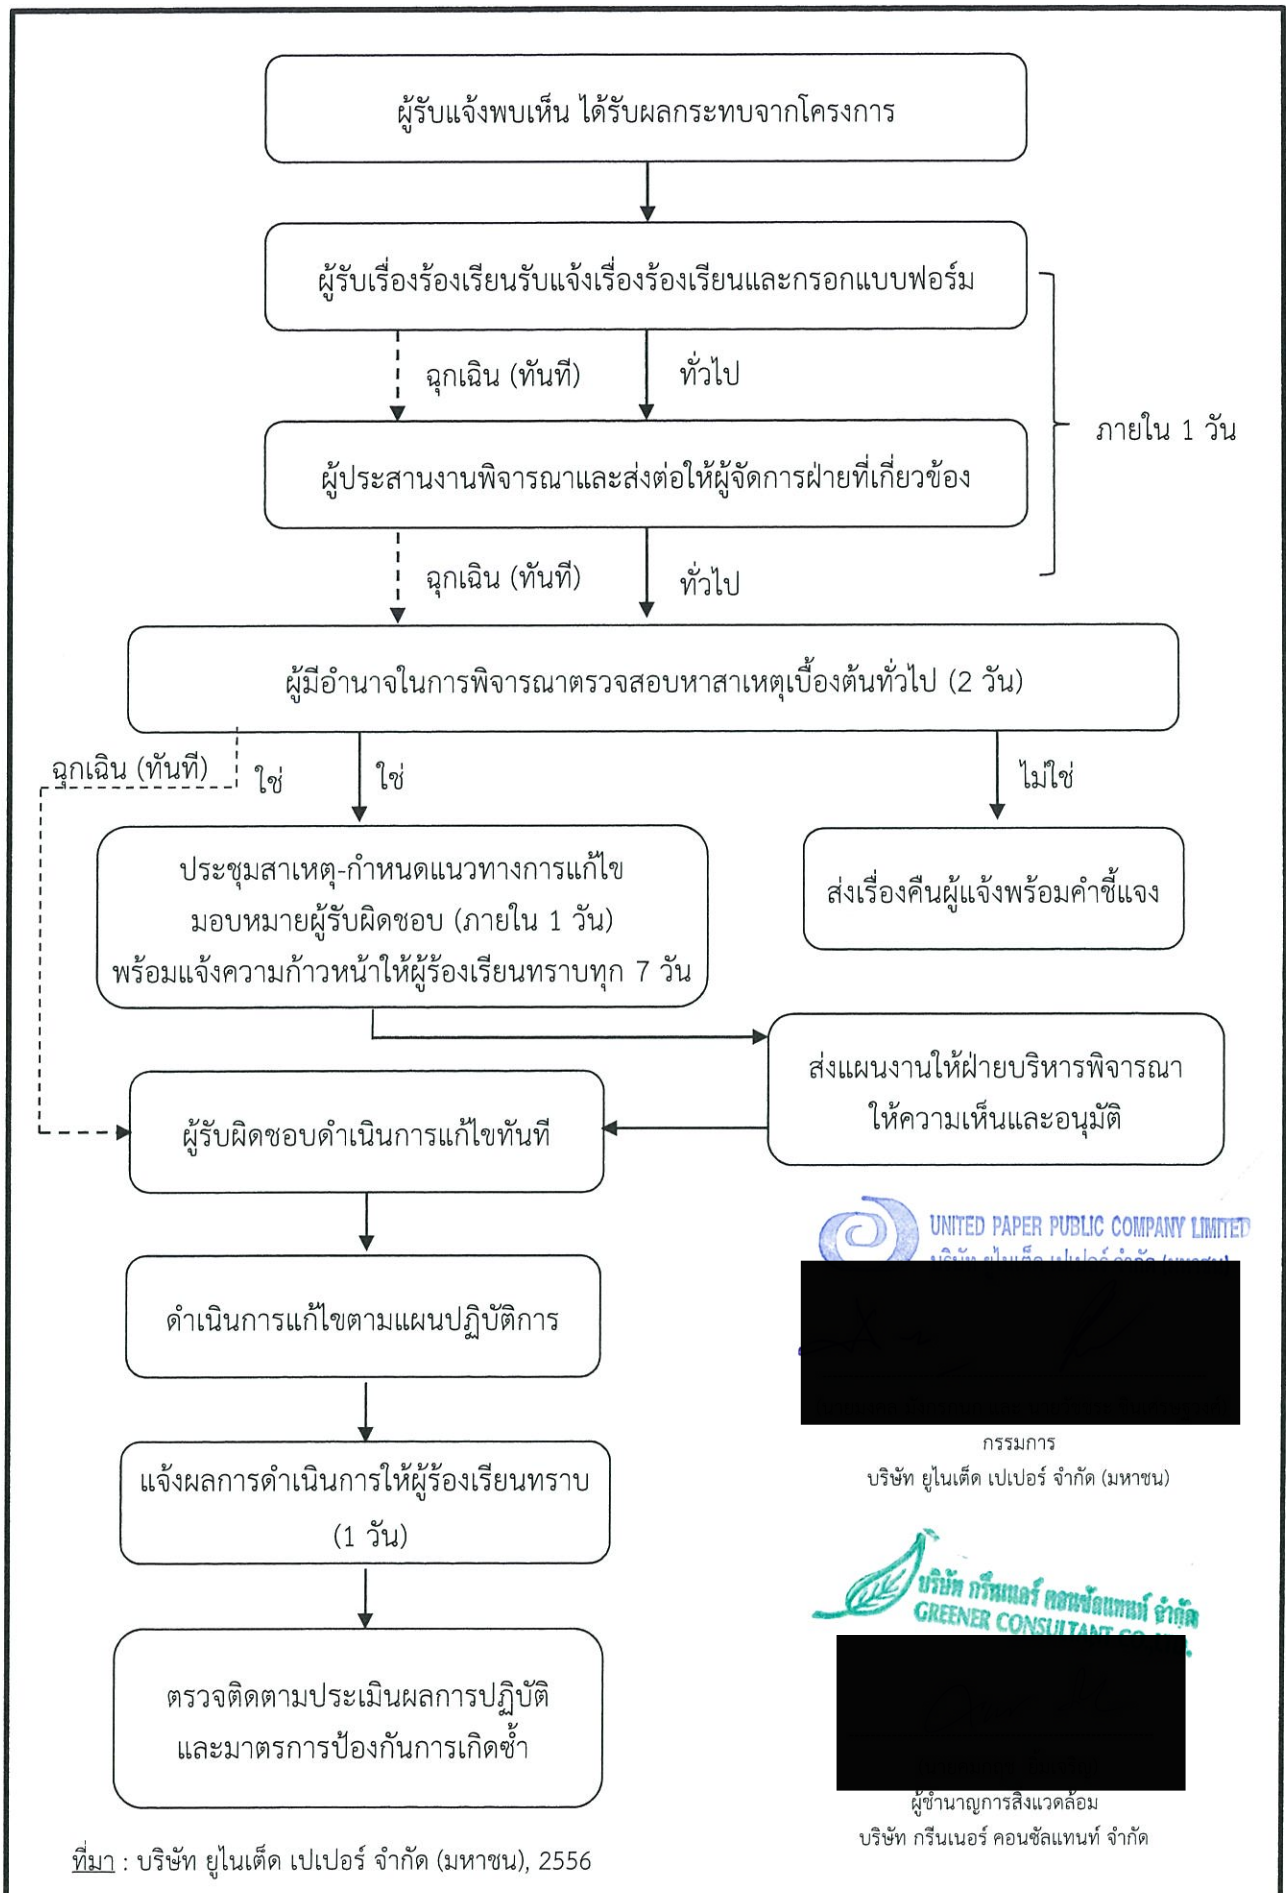 ผู้รับแจ้งพบเห็น ได้รับผลกระทบจากโครงการ
ผู้รับเรื่องร้องเรียนรับแจ้งเรื่องร้องเรียนและกรอกแบบฟอร์ม
ฉุกเฉิน (ทันที)
ทั่วไป
ภายใน 1 วัน
ผู้ประสานงานพิจารณาและส่งต่อให้ผู้จัดการฝ่ายที่เกี่ยวข้อง
ฉุกเฉิน (ทันที)
ทั่วไป
ผู้มีอำนาจในการพิจารณาตรวจสอบหาสาเหตุเบื้องต้นทั่วไป (2 วัน)
ฉุกเฉิน (ทันที)
ใช่
ใช่
ไม่ใช่
ประชุมสาเหตุ-กำหนดแนวทางการแก้ไข
มอบหมายผู้รับผิดชอบ (ภายใน 1 วัน)
พร้อมแจ้งความก้าวหน้าให้ผู้ร้องเรียนทราบทุก 7 วัน
ส่งเรื่องคืนผู้แจ้งพร้อมคำชี้แจง
ส่งแผนงานให้ฝ่ายบริหารพิจารณา
ให้ความเห็นและอนุมัติ
ผู้รับผิดชอบดำเนินการแก้ไขทันที
UNITED PAPER PUBLIC COMPANY LIMITED
บริษัท ยูไนเต็ด เปเปอร์ จำกัด (มหาชน)
ดำเนินการแก้ไขตามแผนปฏิบัติการ
กรรมการ
บริษัท ยูไนเต็ด เปเปอร์ จำกัด (มหาชน)
แจ้งผลการดำเนินการให้ผู้ร้องเรียนทราบ
(1 วัน)
บริษัท กรีนเนอร์ คอนซัลแทนท์ จำกัด
GREENER CONSULTANT CO.,LTD.
ตรวจติดตามประเมินผลการปฏิบัติ
และมาตรการป้องกันการเกิดซ้ำ
ผู้ชำนาญการสิ่งแวดล้อม
บริษัท กรีนเนอร์ คอนซัลแทนท์ จำกัด
ที่มา : บริษัท ยูไนเต็ด เปเปอร์ จำกัด (มหาชน), 2556